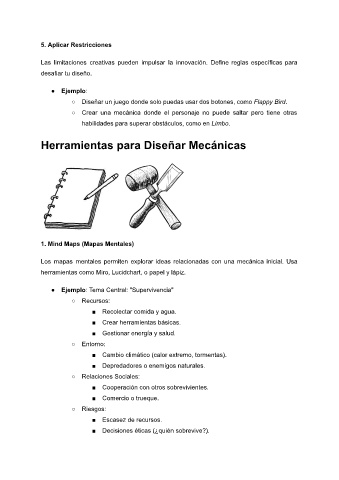 5. Aplicar Restricciones
Las limitaciones creativas pueden impulsar la innovación. Define reglas específicas para
desafiar tu diseño.
● Ejemplo:
○ Diseñar un juego donde solo puedas usar dos botones, como Flappy Bird.
○ Crear una mecánica donde el personaje no puede saltar pero tiene otras
habilidades para superar obstáculos, como en Limbo.
Herramientas para Diseñar Mecánicas
1. Mind Maps (Mapas Mentales)
Los mapas mentales permiten explorar ideas relacionadas con una mecánica inicial. Usa
herramientas como Miro, Lucidchart, o papel y lápiz.
● Ejemplo: Tema Central: "Supervivencia"
○ Recursos:
■ Recolectar comida y agua.
■ Crear herramientas básicas.
■ Gestionar energía y salud.
○ Entorno:
■ Cambio climático (calor extremo, tormentas).
■ Depredadores o enemigos naturales.
○ Relaciones Sociales:
■ Cooperación con otros sobrevivientes.
■ Comercio o trueque.
○ Riesgos:
■ Escasez de recursos.
■ Decisiones éticas (¿quién sobrevive?).